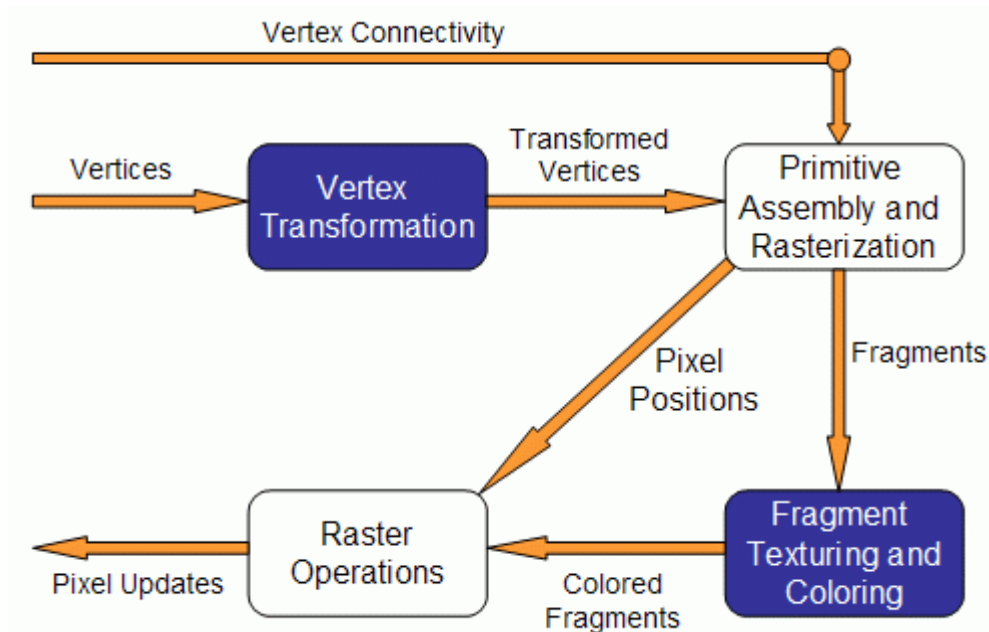 Vertex Connectivity
Vertices
Vertex
Transformation
Transformed
Vertices
Primitive
Assembly and
Rasterization
Pixel
Positions
Fragments
Raster
Operations
Fragment
Texturing and
Coloring
Pixel Updates
Colored
Fragments